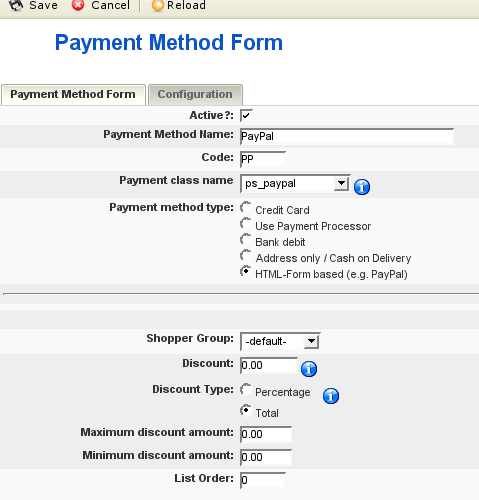 Save Cancel Reload
Payment Method Form
Payment Method Form Configuration
Active?:
Payment Method Name: PayPal
Code: PP
Payment class name ps_paypal
Payment method type: Credit Card
Use Payment Processor
Bank debit
Address only / Cash on Delivery
HTML-Form based (e.g. PayPal)
Shopper Group: -default-
Discount: 0.00
Discount Type: Percentage
Total
Maximum discount amount: 0.00
Minimum discount amount: 0.00
List Order: 0